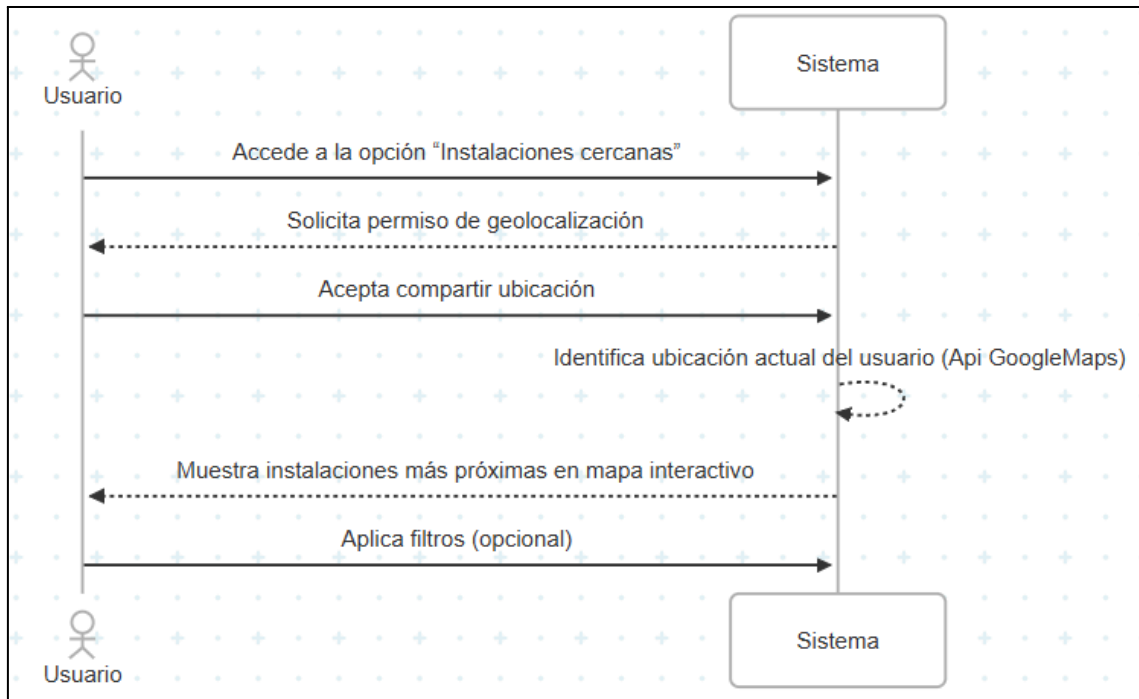 Usuario
Sistema
Accede a la opción “Instalaciones cercanas”
Solicita permiso de geolocalización
Acepta compartir ubicación
Identifica ubicación actual del usuario (Api GoogleMaps)
Muestra instalaciones más próximas en mapa interactivo
Aplica filtros (opcional)
Usuario
Sistema